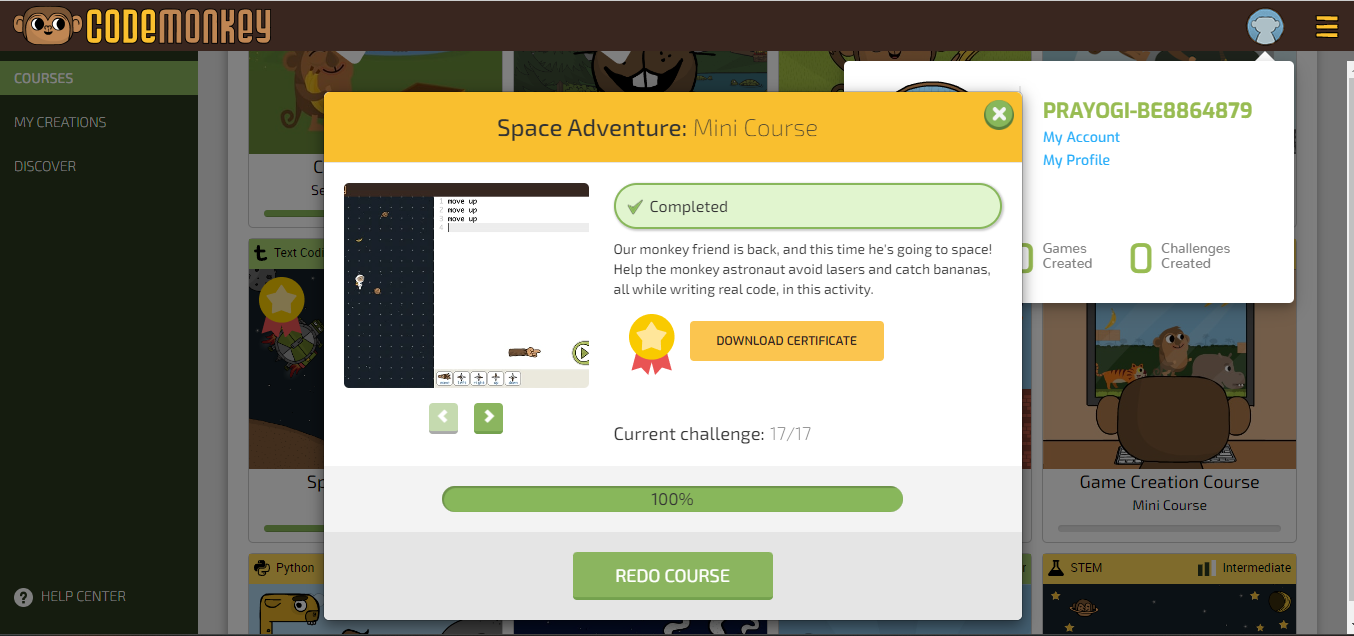 CODEMONKEY
COURSES
MY CREATIONS
DISCOVER
HELP CENTER
PRAYOGI-BE8864879
My Account
My Profile
Games
Created
0 Challenges
Created
Space Adventure: Mini Course
1 move up
2 move up
3 move up
4
Completed
Our monkey friend is back, and this time he's going to space!
Help the monkey astronaut avoid lasers and catch bananas,
all while writing real code, in this activity.
DOWNLOAD CERTIFICATE
Current challenge: 17/17
100%
REDO COURSE
C
Se
Text Codi
Sp
Python
Game Creation Course
Mini Course
STEM
Intermediate